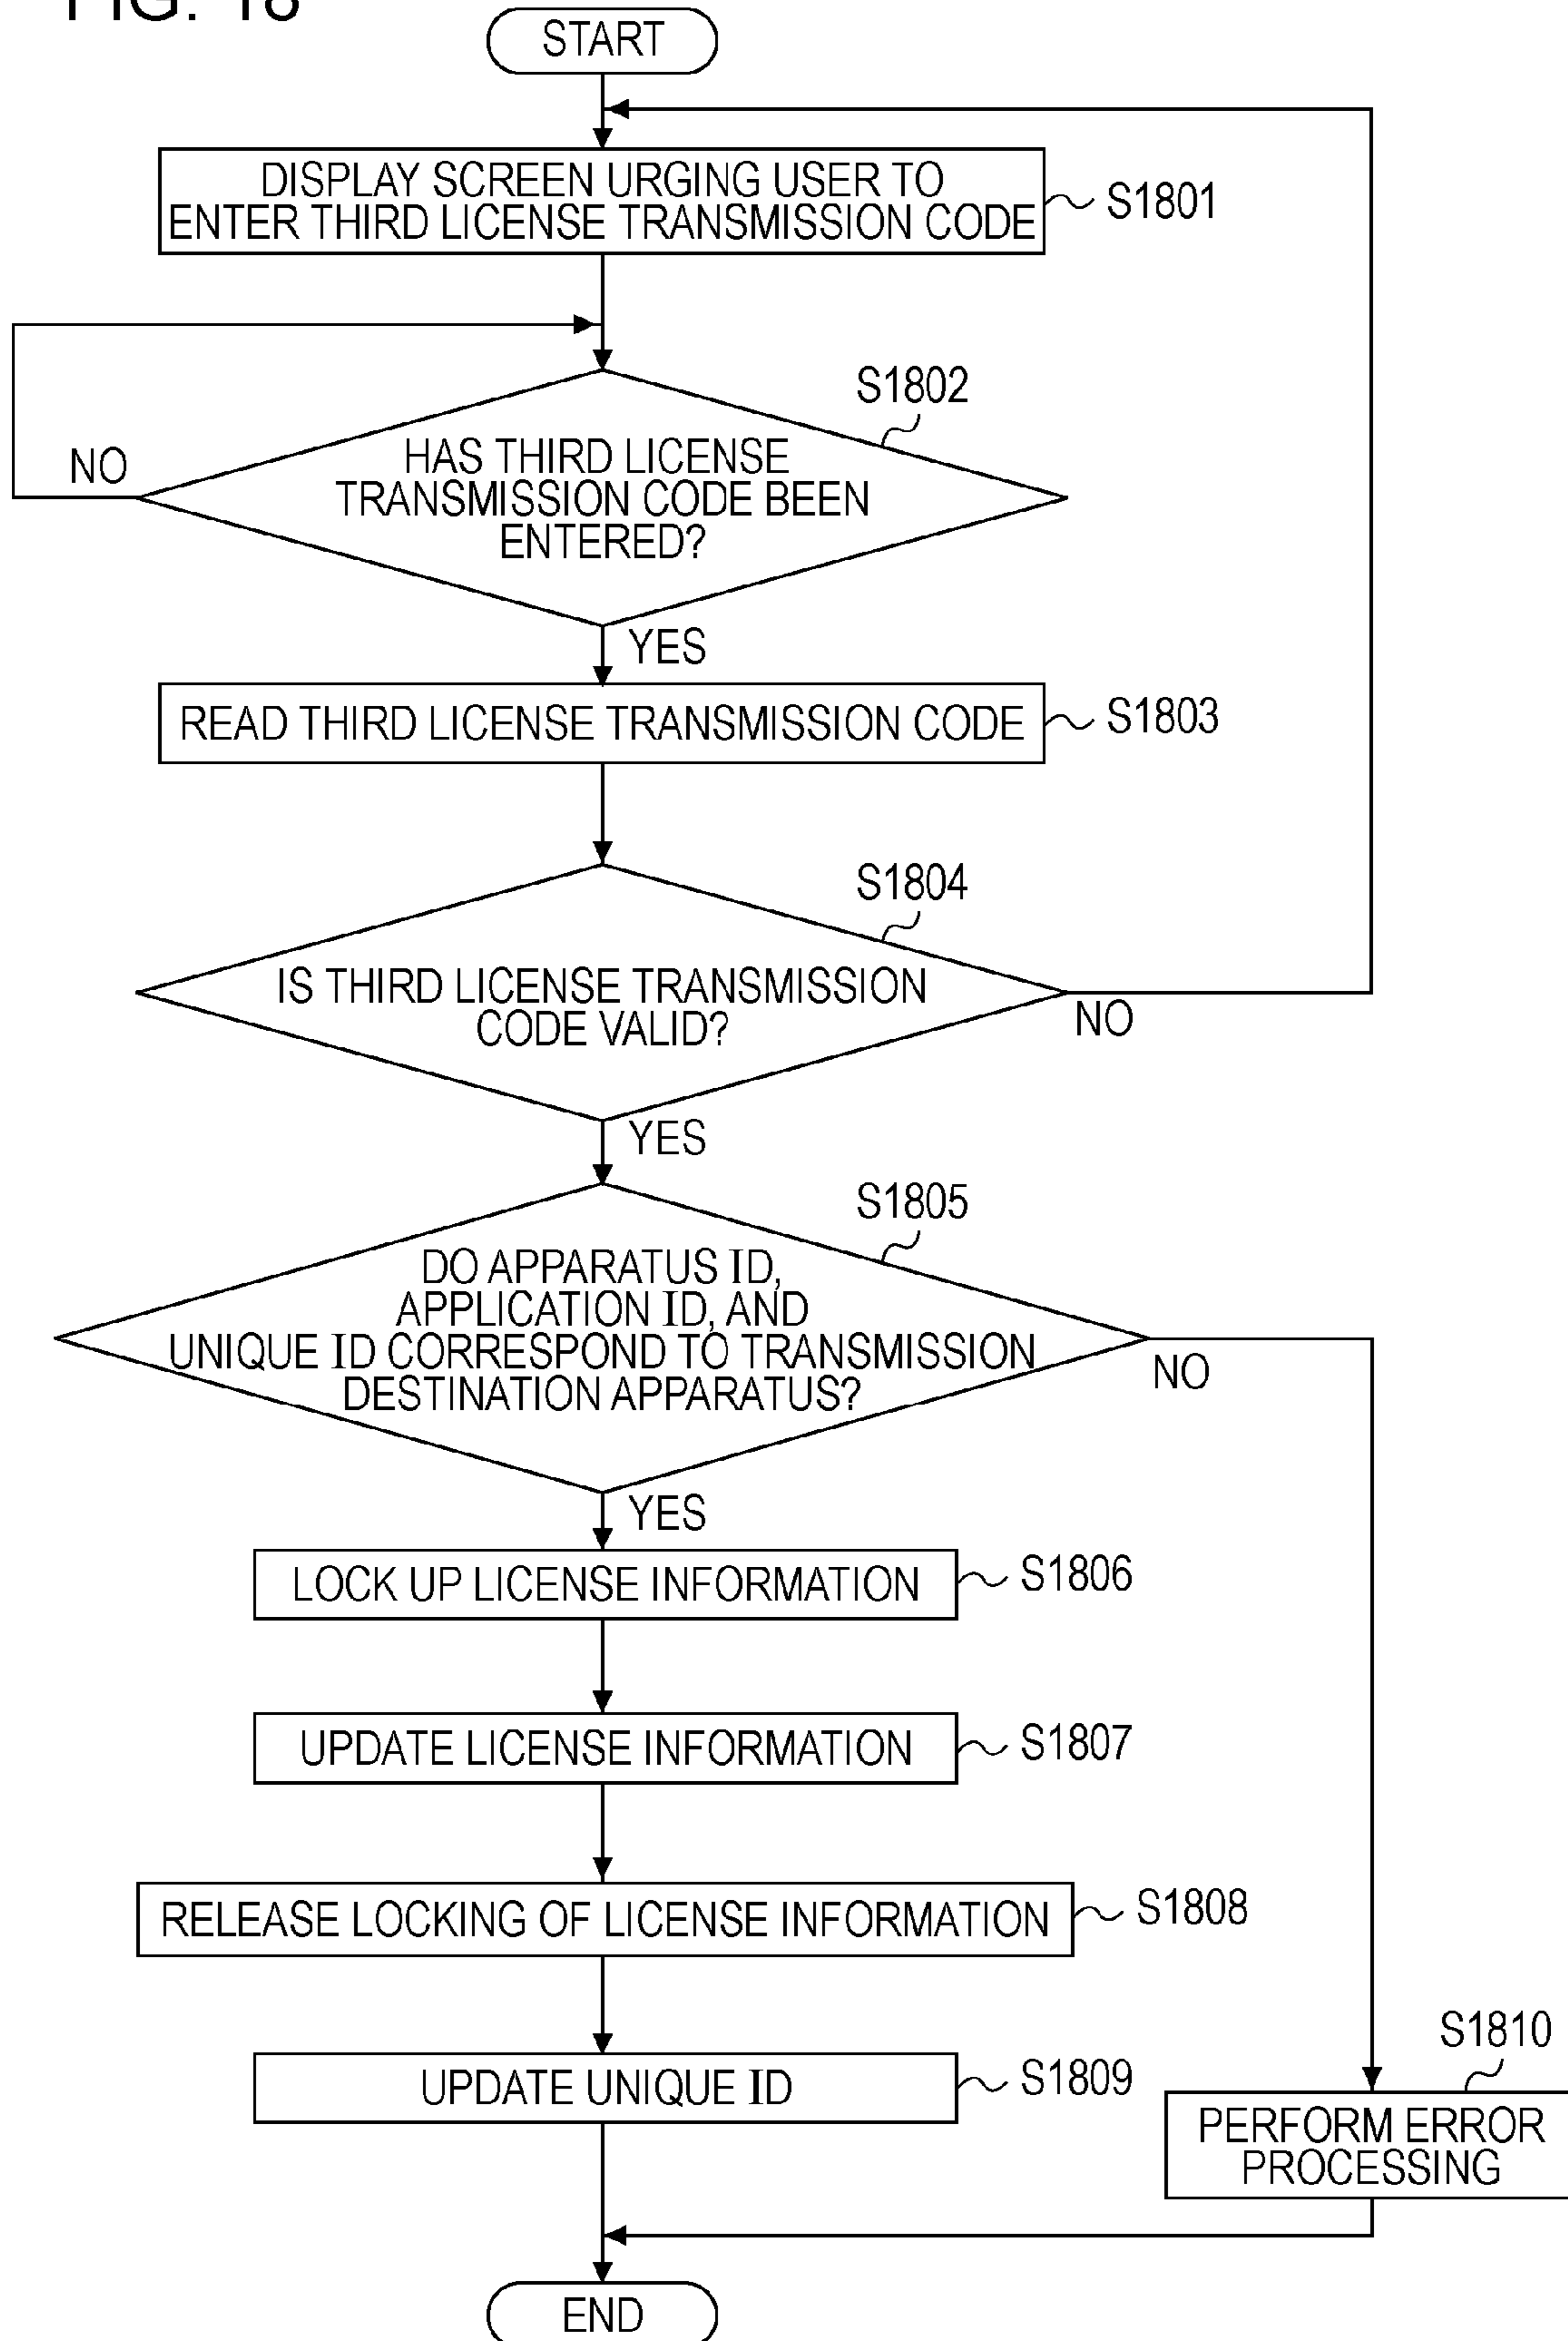 FIG. 18
START
DISPLAY SCREEN URGING USER TO
ENTER THIRD LICENSE TRANSMISSION CODE
S1801
S1802
HAS THIRD LICENSE
TRANSMISSION CODE BEEN
ENTERED?
NO
YES
READ THIRD LICENSE TRANSMISSION CODE
S1803
S1804
IS THIRD LICENSE TRANSMISSION
CODE VALID?
NO
YES
S1805
DO APPARATUS ID,
APPLICATION ID, AND
UNIQUE ID CORRESPOND TO TRANSMISSION
DESTINATION APPARATUS?
NO
YES
LOCK UP LICENSE INFORMATION
S1806
UPDATE LICENSE INFORMATION
S1807
RELEASE LOCKING OF LICENSE INFORMATION
S1808
UPDATE UNIQUE ID
S1809
S1810
PERFORM ERROR
PROCESSING
END